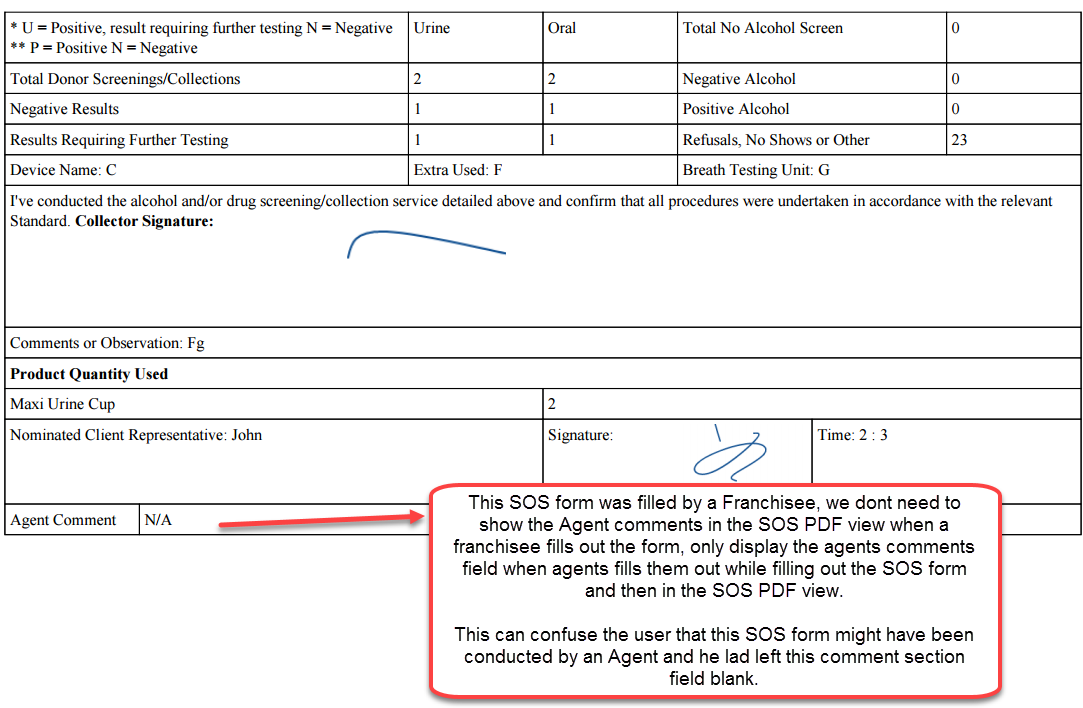 * U = Positive, result requiring further testing N = Negative
** P = Positive N = Negative
Urine
Oral
Total No Alcohol Screen
0
Total Donor Screenings/Collections
2
2
Negative Alcohol
0
Negative Results
1
1
Positive Alcohol
0
Results Requiring Further Testing
1
1
Refusals, No Shows or Other
23
Device Name: C
Extra Used: F
Breath Testing Unit: G
I've conducted the alcohol and/or drug screening/collection service detailed above and confirm that all procedures were undertaken in accordance with the relevant
Standard. Collector Signature:
Comments or Observation: Fg
Product Quantity Used
Maxi Urine Cup
2
Nominated Client Representative: John
Signature:
Time: 2 : 3
Agent Comment
N/A
This SOS form was filled by a Franchisee, we dont need to
show the Agent comments in the SOS PDF view when a
franchisee fills out the form, only display the agents comments
field when agents fills them out while filling out the SOS form
and then in the SOS PDF view.
This can confuse the user that this SOS form might have been
conducted by an Agent and he lad left this comment section
field blank.